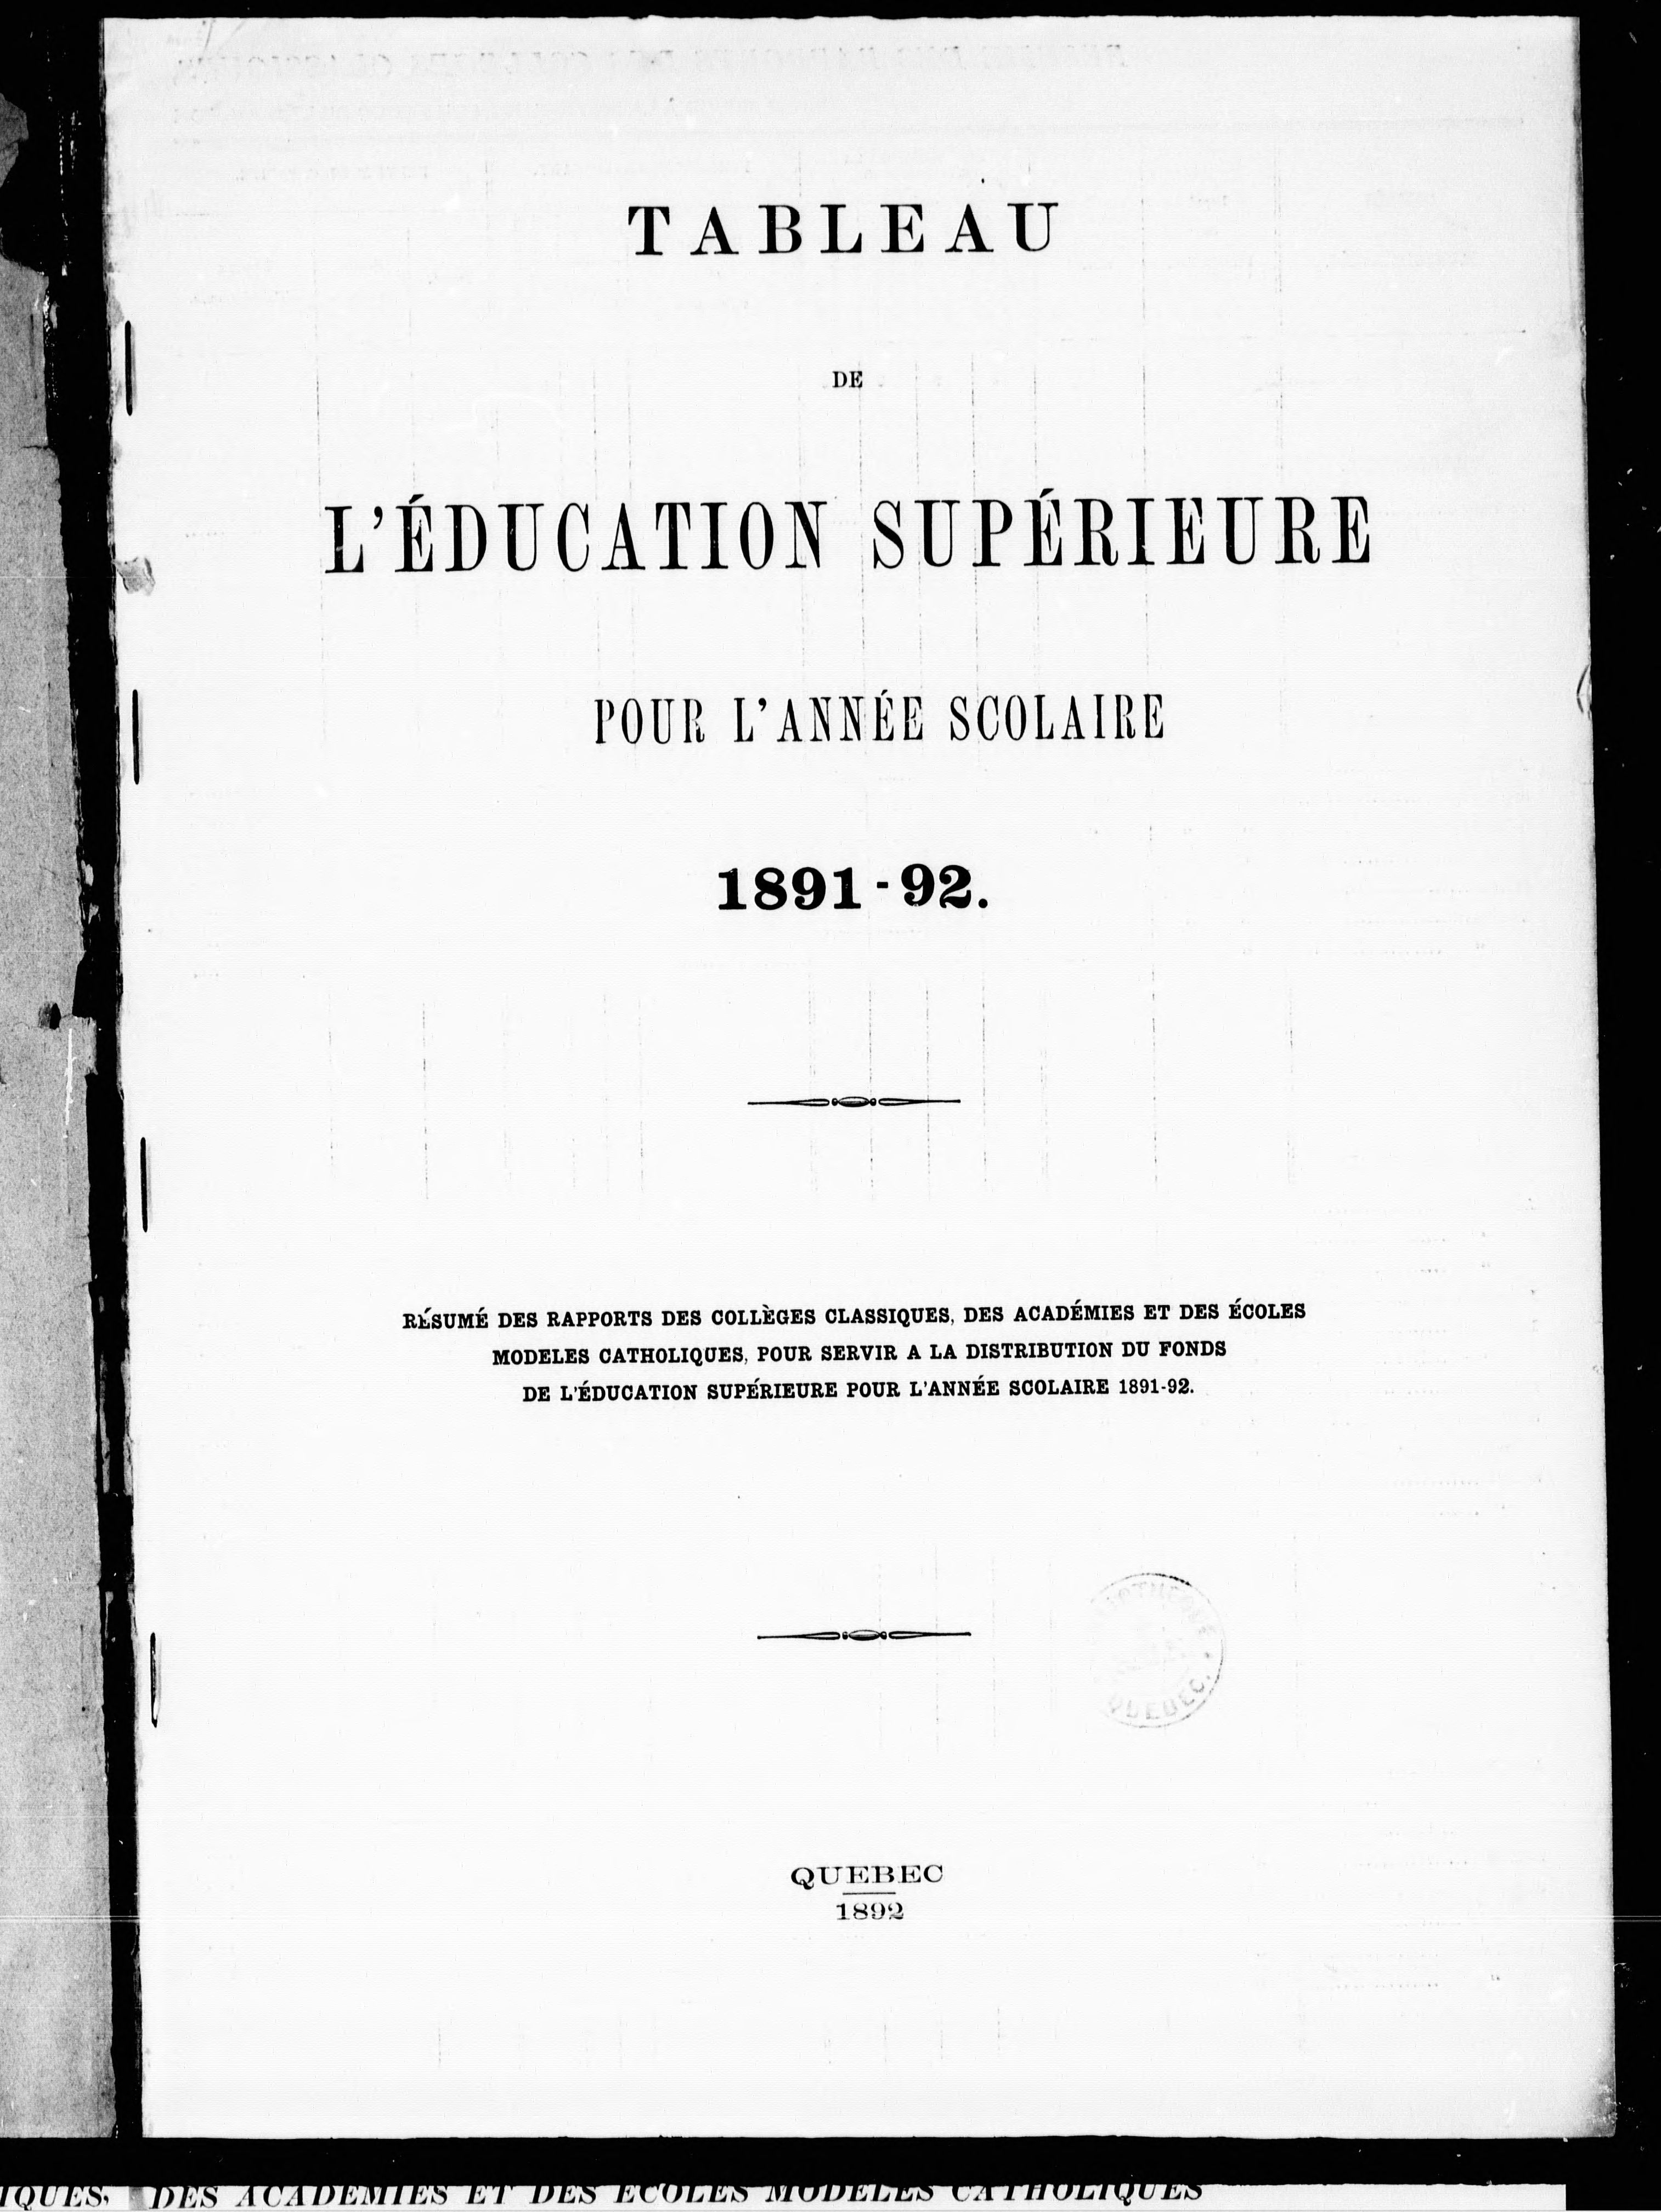 TABLEAU
DE
L'ÉDUCATION SUPÉRIEURE
POUR L'ANNÉE SCOLAIRE
1891-92.
RÉSUMÉ DES RAPPORTS DES COLLÈGES CLASSIQUES, DES ACADÉMIES ET DES ÉCOLES
MODELES CATHOLIQUES, POUR SERVIR A LA DISTRIBUTION DU FONDS
DE L'ÉDUCATION SUPÉRIEURE POUR L'ANNÉE SCOLAIRE 1891-92.
QUEBEC.
QUEBEC
1892
IQUES, DES ACADEMIES ET DES ECOLES MODELES CATHOLIQUES